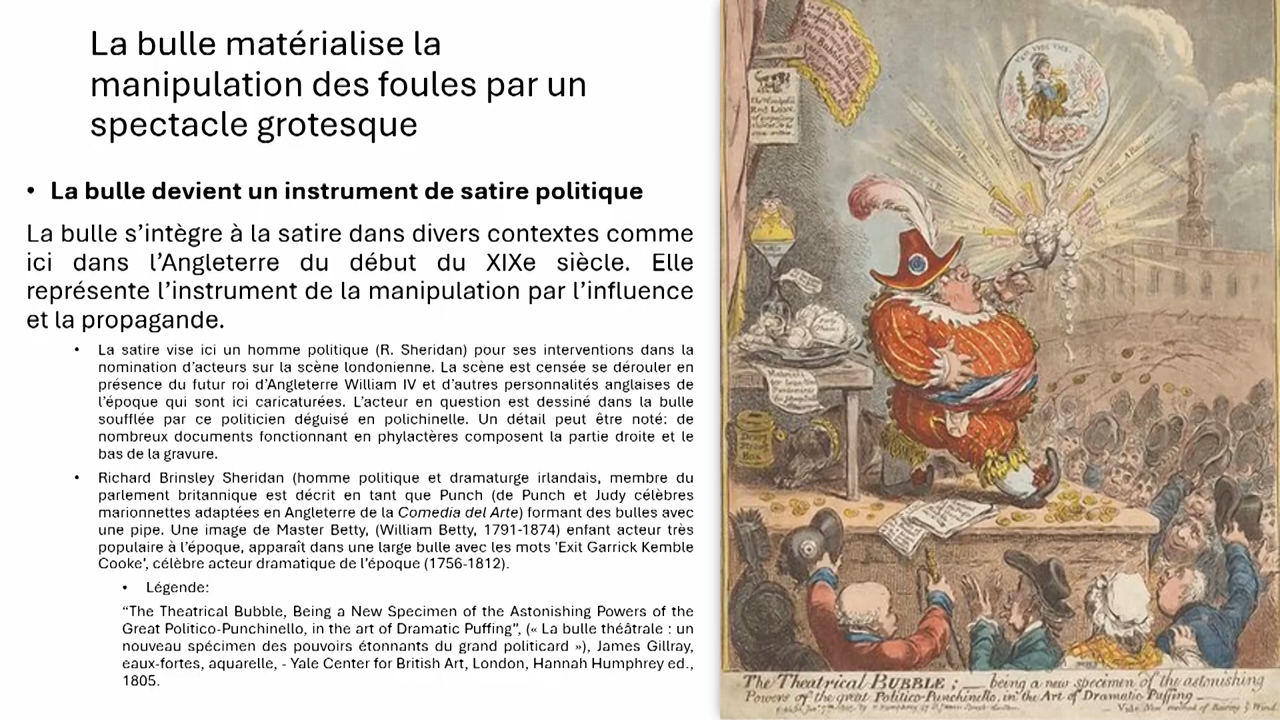 La bulle matérialise la
manipulation des foules par un
spectacle grotesque
• La bulle devient un instrument de satire politique
La bulle s’intègre à la satire dans divers contextes comme
ici dans l’Angleterre du début du XIXe siècle. Elle
représente l’instrument de la manipulation par l’influence
et la propagande.
• La satire vise ici un homme politique (R. Sheridan) pour ses interventions dans la
nomination d’acteurs sur la scène londonienne. La scène est censée se dérouler en
présence du futur roi d’Angleterre William IV et d’autres personnalités anglaises de
l’époque qui sont ici caricaturées. L’acteur en question est dessiné dans la bulle
soufflée par ce politicien déguisé en polichinelle. Un détail peut être noté: de
nombreux documents fonctionnant en phylactères composent la partie droite et le
bas de la gravure.
• Richard Brinsley Sheridan (homme politique et dramaturge irlandais, membre du
parlement britannique est décrit en tant que Punch (de Punch et Judy célèbres
marionnettes adaptées en Angleterre de la Comedia del Arte) formant des bulles avec
une pipe. Une image de Master Betty, (William Betty, 1791-1874) enfant acteur très
populaire à l’époque, apparaît dans une large bulle avec les mots 'Exit Garrick Kemble
Cooke', célèbre acteur dramatique de l’époque (1756-1812).
• Légende:
“The Theatrical Bubble, Being a New Specimen of the Astonishing Powers of the
Great Politico-Punchinello, in the art of Dramatic Puffing”, (« La bulle théâtrale : un
nouveau spécimen des pouvoirs étonnants du grand politicard »), James Gillray,
eaux-fortes, aquarelle, - Yale Center for British Art, London, Hannah Humphrey ed.,
1805.
The Theatrical BUBBLE; — being a new specimen of the astonishing
Powers of the great Politico-Punchinello, in the Art of Dramatic Puffing